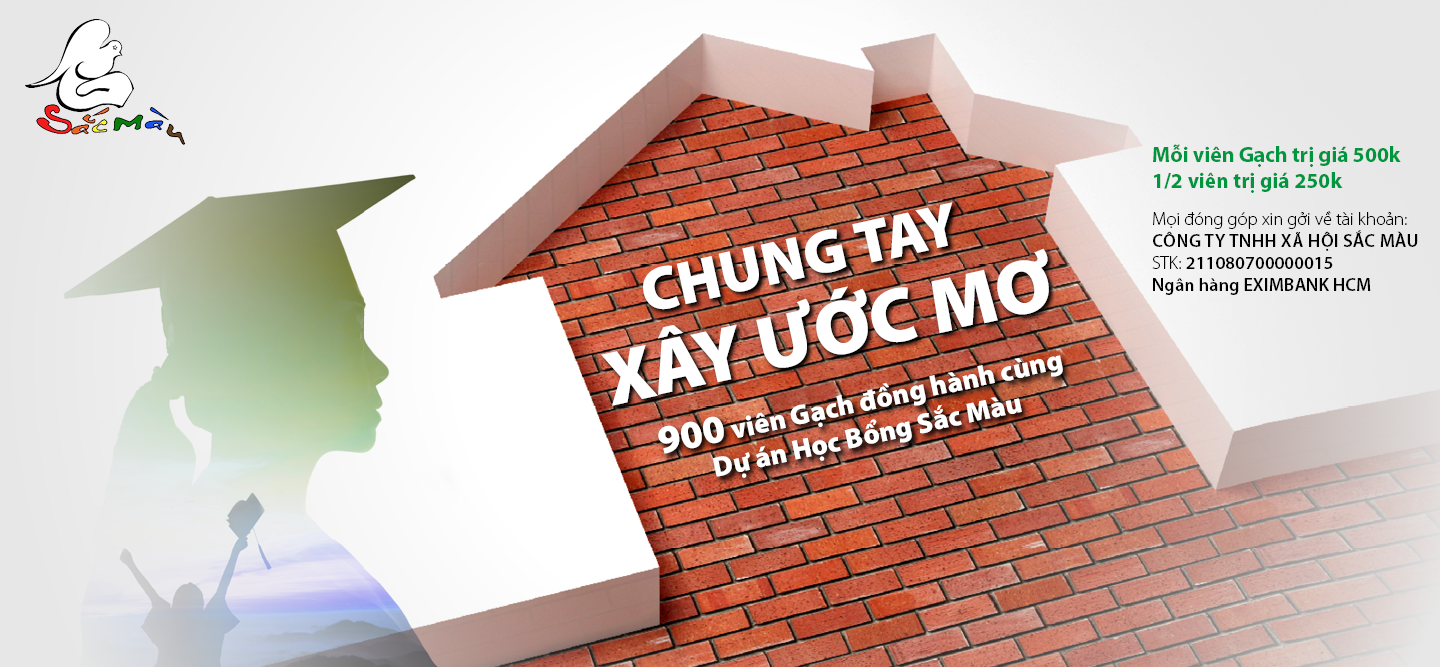 Sắc Màu
Mỗi viên Gạch trị giá 500k
1/2 viên trị giá 250k
Mọi đóng góp xin gởi về tài khoản:
CÔNG TY TNHH XÃ HỘI SẮC MÀU
STK: 211080700000015
Ngân hàng EXIMBANK HCM
CHUNG TAY
XÂY ƯỚC MƠ
900 viên Gạch đồng hành cùng
Dự án Học Bổng Sắc Màu